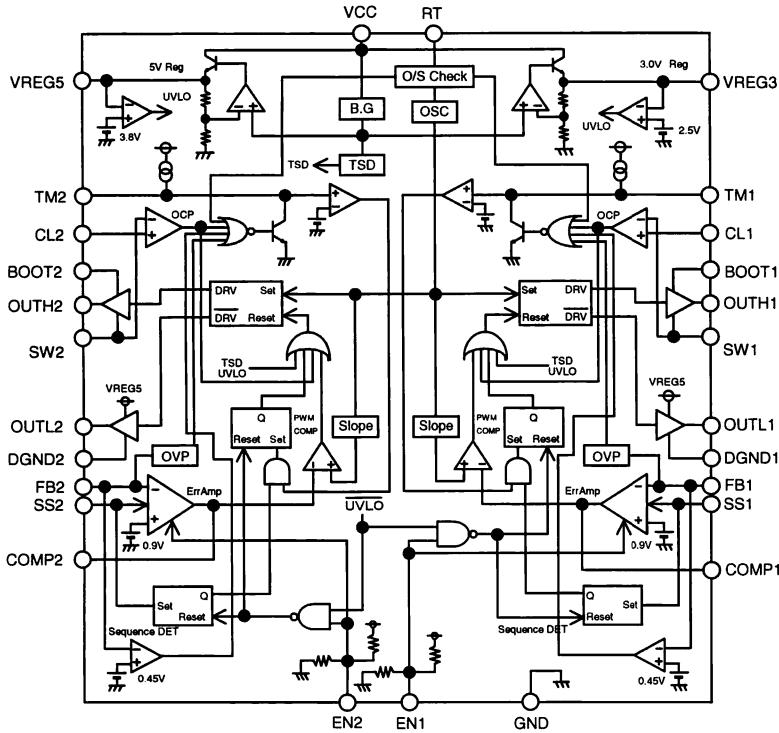 VCC RT
VREG5 5V Reg O/S Check 3.0V Reg VREG3
UVLO B.G OSC UVLO
3.8V 2.5V
TSD TSD
TM2 TM1
CL2 OCP OCP CL1
BOOT2 BOOT1
OUTH2 DRV Set Set DRV OUTH1
DRV Reset Reset DRV
SW2 SW1
TSD TSD
UVLO UVLO
VREG5 VREG5
OUTL2 Q Slope PWM COMP Slope PWM COMP Q OUTL1
Reset Set Set Reset
DGND2 OVP OVP DGND1
FB2 ErrAmp ErrAmp FB1
SS2 UVLO SS1
0.9V 0.9V
COMP2 COMP1
Q Q
Set Reset Reset Set
Sequence DET Sequence DET
0.45V 0.45V
EN2 EN1 GND